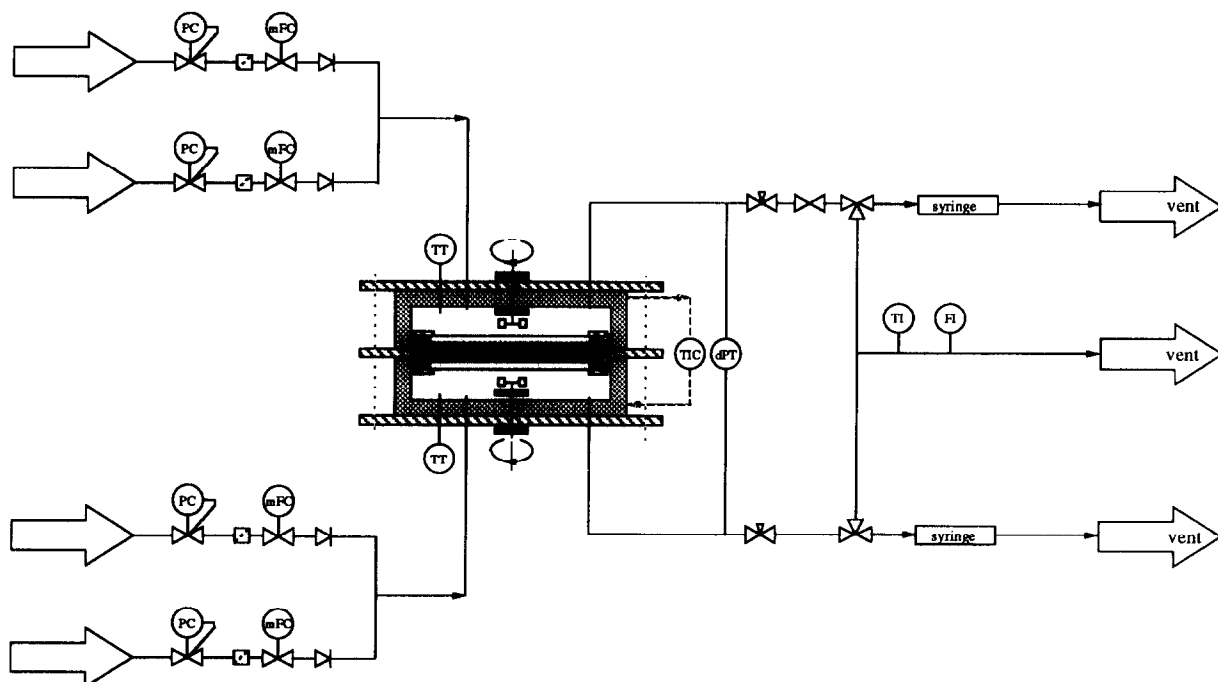 PC
mFC
PC
mFC
vent
syringe
TT
TI
FI
TIC
dPT
vent
TT
PC
mFC
syringe
vent
PC
mFC